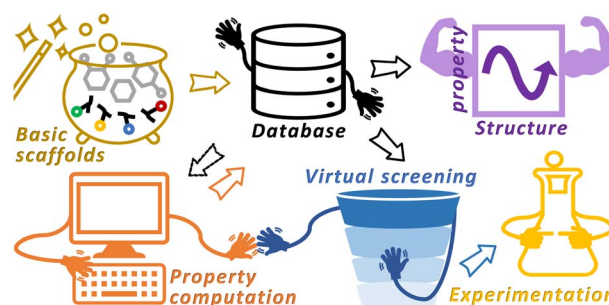 Basic
scaffolds
Database
property
Structure
Property
computation
Virtual screening
Experimentation